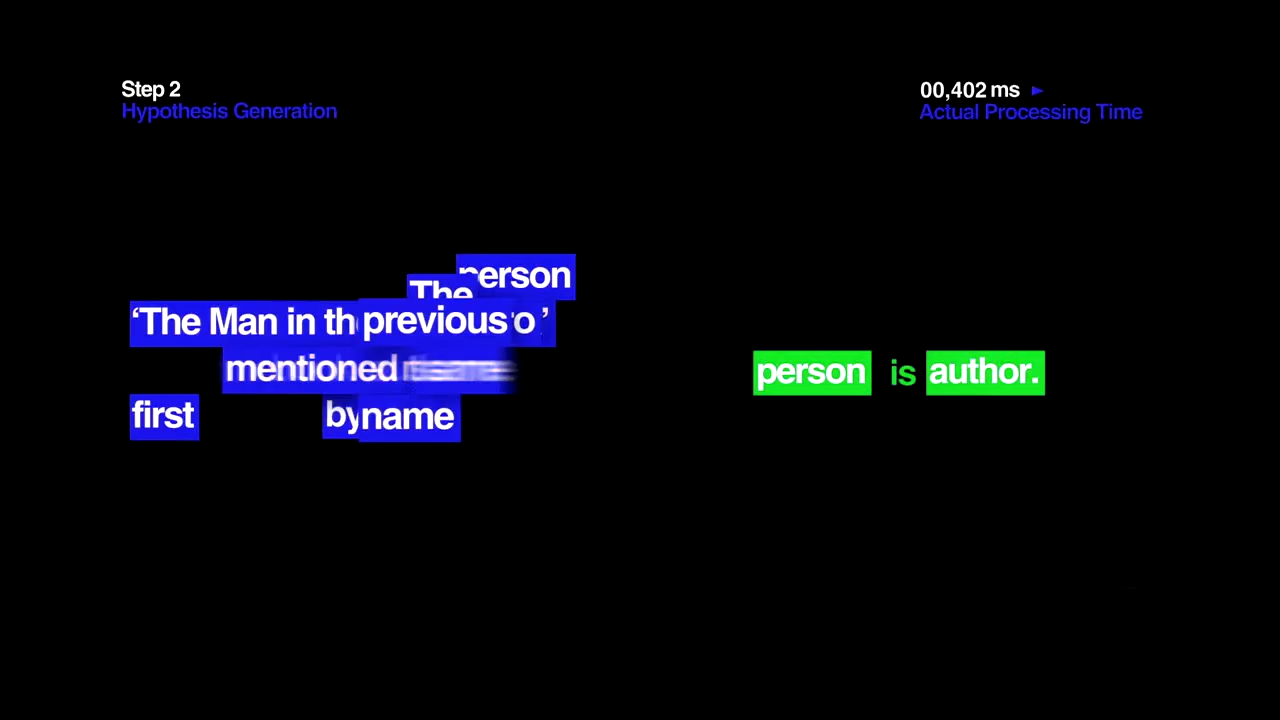 Step 2
Hypothesis Generation
00,402 ms
Actual Processing Time
person
The
‘The Man in th previous o ’
mentioned
first by name
person is author.